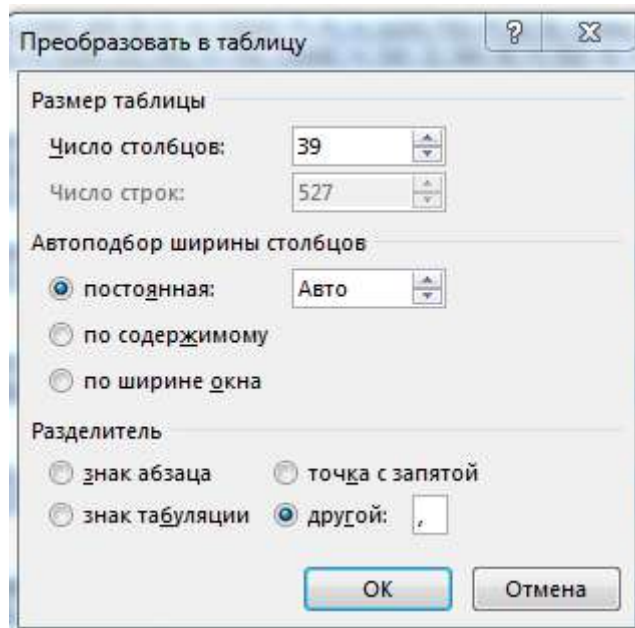 Преобразовать в таблицу ?
Размер таблицы
Число столбцов: 39
Число строк: 527
Автоподбор ширины столбцов
постоянная: Авто
по содержимому
по ширине окна
Разделитель
знак абзаца точка с запятой
знак табуляции другой: ,
ОК Отмена